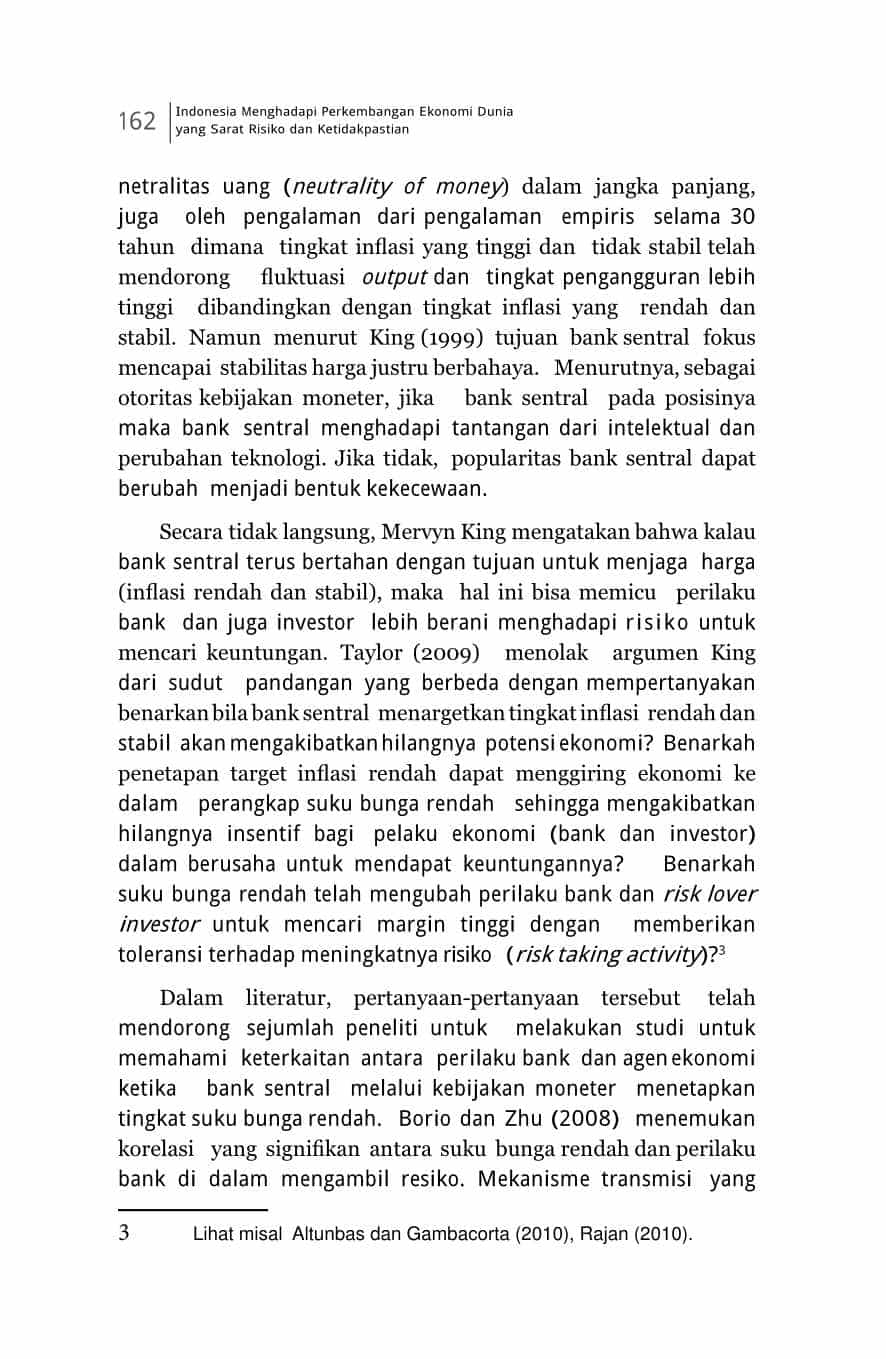 162
Indonesia Menghadapi Perkembangan Ekonomi Dunia
yang Sarat Risiko dan Ketidakpastian
netralitas uang (neutrality of money) dalam jangka panjang,
juga oleh pengalaman dari pengalaman empiris selama 30
tahun dimana tingkat inflasi yang tinggi dan tidak stabil telah
mendorong fluktuasi output dan tingkat pengangguran lebih
tinggi dibandingkan dengan tingkat inflasi yang rendah dan
stabil. Namun menurut King (1999) tujuan bank sentral fokus
mencapai stabilitas harga justru berbahaya. Menurutnya, sebagai
otoritas kebijakan moneter, jika bank sentral pada posisinya
maka bank sentral menghadapi tantangan dari intelektual dan
perubahan teknologi. Jika tidak, popularitas bank sentral dapat
berubah menjadi bentuk kekecewaan.
Secara tidak langsung, Mervyn King mengatakan bahwa kalau
bank sentral terus bertahan dengan tujuan untuk menjaga harga
(inflasi rendah dan stabil), maka hal ini bisa memicu perilaku
bank dan juga investor lebih berani menghadapi risiko untuk
mencari keuntungan. Taylor (2009) menolak argumen King
dari sudut pandangan yang berbeda dengan mempertanyakan
benarkan bila bank sentral menargetkan tingkat inflasi rendah dan
stabil akan mengakibatkan hilangnya potensi ekonomi? Benarkah
penetapan target inflasi rendah dapat menggiring ekonomi ke
dalam perangkap suku bunga rendah sehingga mengakibatkan
hilangnya insentif bagi pelaku ekonomi (bank dan investor)
dalam berusaha untuk mendapat keuntungannya? Benarkah
suku bunga rendah telah mengubah perilaku bank dan risk lover
investor untuk mencari margin tinggi dengan memberikan
toleransi terhadap meningkatnya risiko (risk taking activity)?3
Dalam literatur, pertanyaan-pertanyaan tersebut telah
mendorong sejumlah peneliti untuk melakukan studi untuk
memahami keterkaitan antara perilaku bank dan agen ekonomi
ketika bank sentral melalui kebijakan moneter menetapkan
tingkat suku bunga rendah. Borio dan Zhu (2008) menemukan
korelasi yang signifikan antara suku bunga rendah dan perilaku
bank di dalam mengambil resiko. Mekanisme transmisi yang
3 Lihat misal Altunbas dan Gambacorta (2010), Rajan (2010).